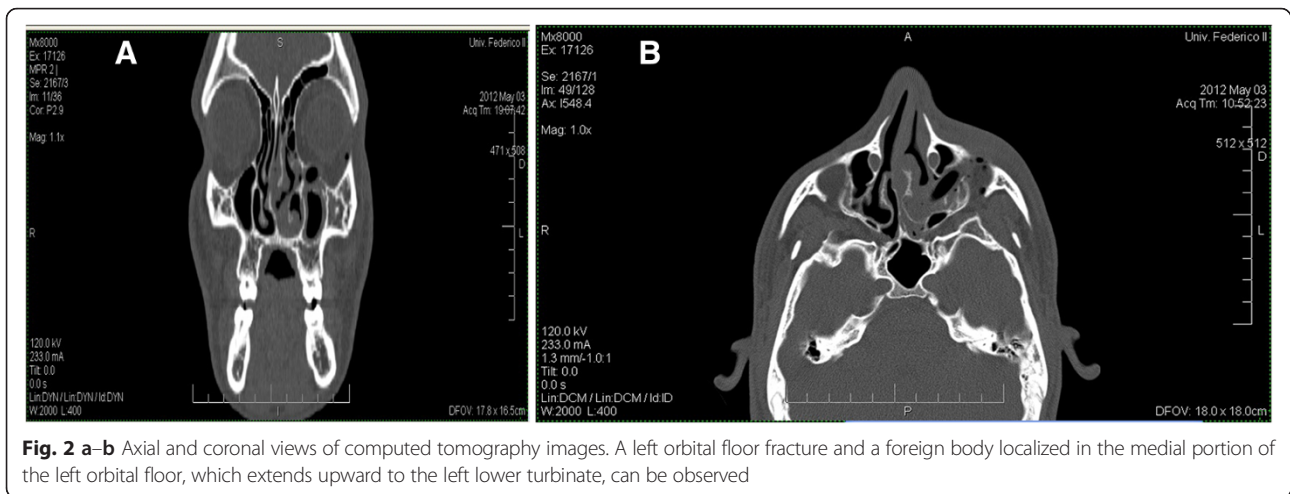 A
S
Mx8000
Ex: 17126
MPR 2 |
Se: 2167/3
Im: 11/36
Cor: P2.9
Mag: 1.1x
Univ. Federico II
2012 May 03
Acq Tm: 19:07:42
471 x 508
D
R
L
120.0 kV
233.0 mA
Tilt: 0.0
0.0 s
Lin:DYN / Lin:DYN / Id:DYN
W:2000 L:400
I
DFOV: 17.8 x 16.5cm
B
A
Mx8000
Ex: 17126
Se: 2167/1
Im: 49/128
Ax: I548.4
Mag: 1.0x
Univ. Federico II
2012 May 03
Acq Tm: 10:52:23
512 x 512
D
R
L
120.0 kV
233.0 mA
1.3 mm/-1.0:1
Tilt: 0.0
0.0 s
Lin:DCM / Lin:DCM / Id:ID
W:2000 L:400
P
DFOV: 18.0 x 18.0cm
Fig. 2 a–b Axial and coronal views of computed tomography images. A left orbital floor fracture and a foreign body localized in the medial portion of
the left orbital floor, which extends upward to the left lower turbinate, can be observed